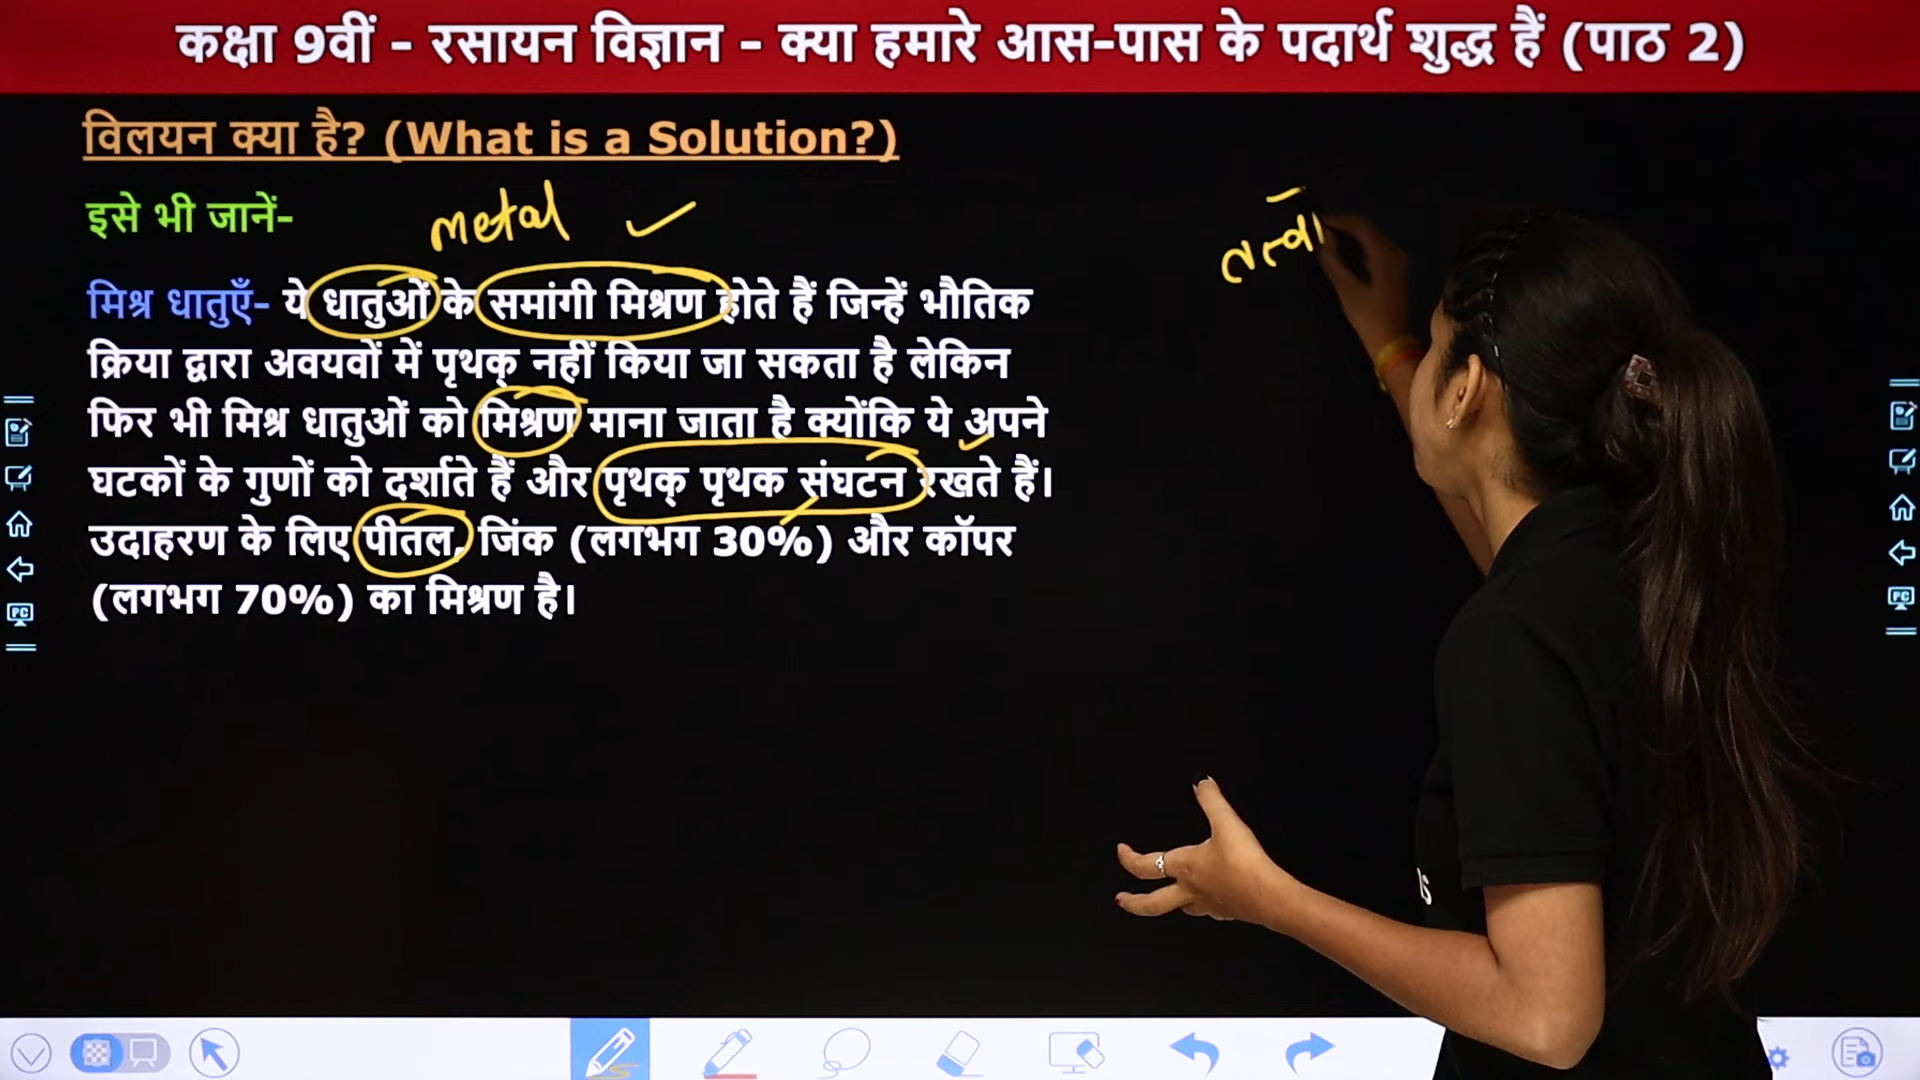 कक्षा 9वीं - रसायन विज्ञान - क्या हमारे आस-पास के पदार्थ शुद्ध हैं (पाठ 2)
विलयन क्या है? (What is a Solution?)
इसे भी जानें-
metal
मिश्र धातुएँ- ये धातुओं के समांगी मिश्रण होते हैं जिन्हें भौतिक
क्रिया द्वारा अवयवों में पृथक् नहीं किया जा सकता है लेकिन
फिर भी मिश्र धातुओं को मिश्रण माना जाता है क्योंकि ये अपने
घटकों के गुणों को दर्शाते हैं और पृथक् पृथक संघटन रखते हैं।
उदाहरण के लिए पीतल, जिंक (लगभग 30%) और कॉपर
(लगभग 70%) का मिश्रण है।
PC
PC